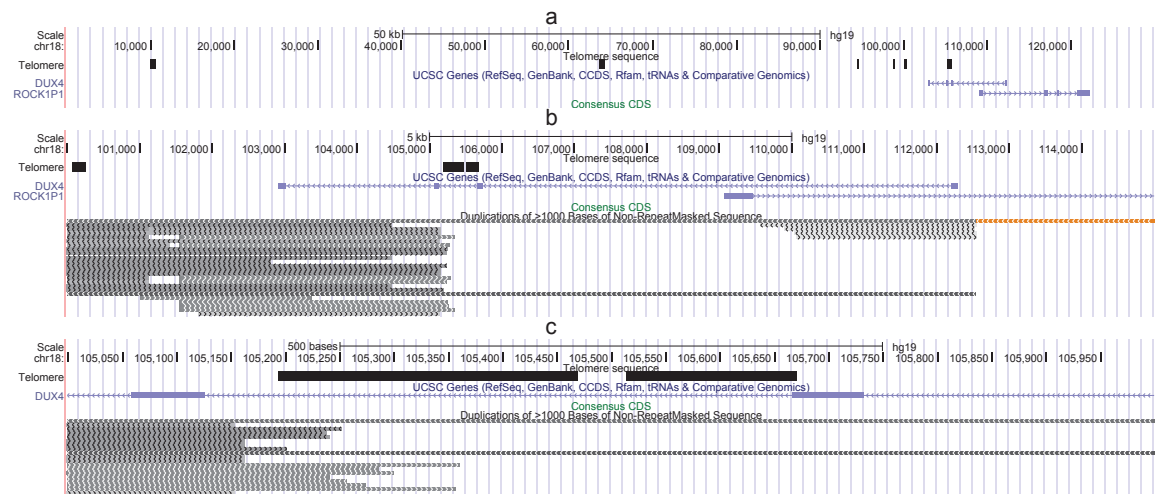 a
Scale 50 kb hg19
chr18: 10,000 20,000 30,000 40,000 50,000 60,000 70,000 80,000 90,000 100,000 110,000 120,000
Telomere sequence
Telomere
UCSC Genes (RefSeq, GenBank, CCDS, Rfam, tRNAs & Comparative Genomics)
DUX4
ROCK1P1
Consensus CDS
b
Scale 5 kb hg19
chr18: 101,000 102,000 103,000 104,000 105,000 106,000 107,000 108,000 109,000 110,000 111,000 112,000 113,000 114,000
Telomere sequence
Telomere
UCSC Genes (RefSeq, GenBank, CCDS, Rfam, tRNAs & Comparative Genomics)
DUX4
ROCK1P1
Consensus CDS
Duplications of >1000 Bases of Non-RepeatMasked Sequence
c
Scale 500 bases hg19
chr18: 105,050 105,100 105,150 105,200 105,250 105,300 105,350 105,400 105,450 105,500 105,550 105,600 105,650 105,700 105,750 105,800 105,850 105,900 105,950
Telomere sequence
Telomere
UCSC Genes (RefSeq, GenBank, CCDS, Rfam, tRNAs & Comparative Genomics)
DUX4
Consensus CDS
Duplications of >1000 Bases of Non-RepeatMasked Sequence